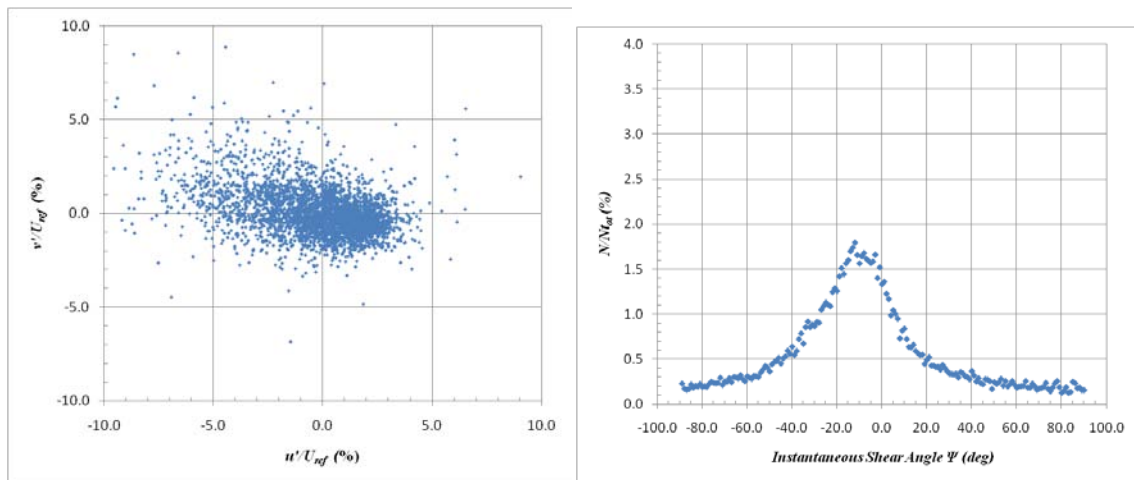 10.0
5.0
0.0
-5.0
-10.0
v'/Uref (%)
-10.0 -5.0 0.0 5.0 10.0
u'/Uref (%)
4.0
3.5
3.0
2.5
2.0
1.5
1.0
0.5
0.0
N/Ntot (%)
-100.0 -80.0 -60.0 -40.0 -20.0 0.0 20.0 40.0 60.0 80.0 100.0
Instantaneous Shear Angle Ψ (deg)